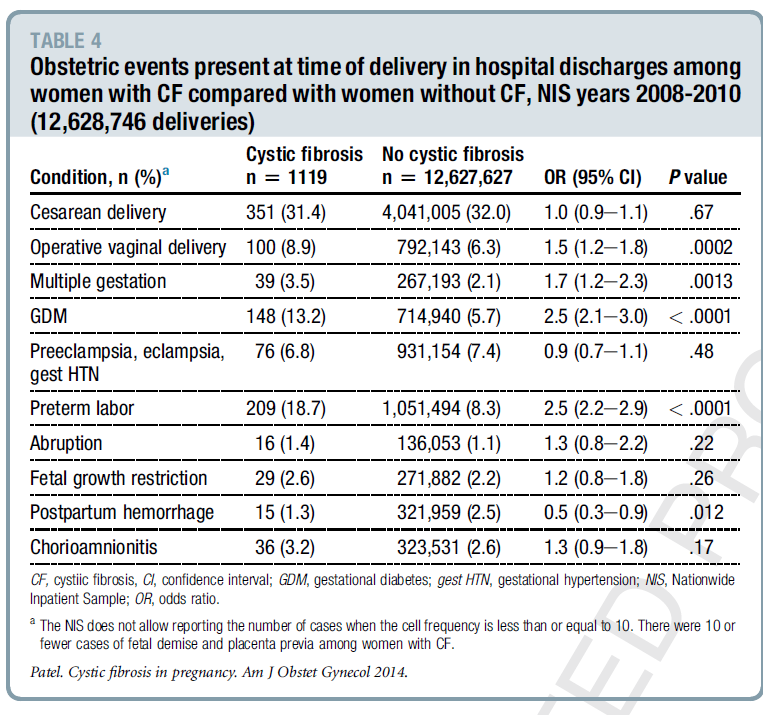 TABLE 4
Obstetric events present at time of delivery in hospital discharges among
women with CF compared with women without CF, NIS years 2008-2010
(12,628,746 deliveries)
Cystic fibrosis No cystic fibrosis
Condition, n (%)a n = 1119 n = 12,627,627 OR (95% CI) P value
Cesarean delivery 351 (31.4) 4,041,005 (32.0) 1.0 (0.9–1.1) .67
Operative vaginal delivery 100 (8.9) 792,143 (6.3) 1.5 (1.2–1.8) .0002
Multiple gestation 39 (3.5) 267,193 (2.1) 1.7 (1.2–2.3) .0013
GDM 148 (13.2) 714,940 (5.7) 2.5 (2.1–3.0) < .0001
Preeclampsia, eclampsia, 76 (6.8) 931,154 (7.4) 0.9 (0.7–1.1) .48
gest HTN
Preterm labor 209 (18.7) 1,051,494 (8.3) 2.5 (2.2–2.9) < .0001
Abruption 16 (1.4) 136,053 (1.1) 1.3 (0.8–2.2) .22
Fetal growth restriction 29 (2.6) 271,882 (2.2) 1.2 (0.8–1.8) .26
Postpartum hemorrhage 15 (1.3) 321,959 (2.5) 0.5 (0.3–0.9) .012
Chorioamnionitis 36 (3.2) 323,531 (2.6) 1.3 (0.9–1.8) .17
CF, cystiic fibrosis, CI, confidence interval; GDM, gestational diabetes; gest HTN, gestational hypertension; NIS, Nationwide
Inpatient Sample; OR, odds ratio.
a The NIS does not allow reporting the number of cases when the cell frequency is less than or equal to 10. There were 10 or
fewer cases of fetal demise and placenta previa among women with CF.
Patel. Cystic fibrosis in pregnancy. Am J Obstet Gynecol 2014.